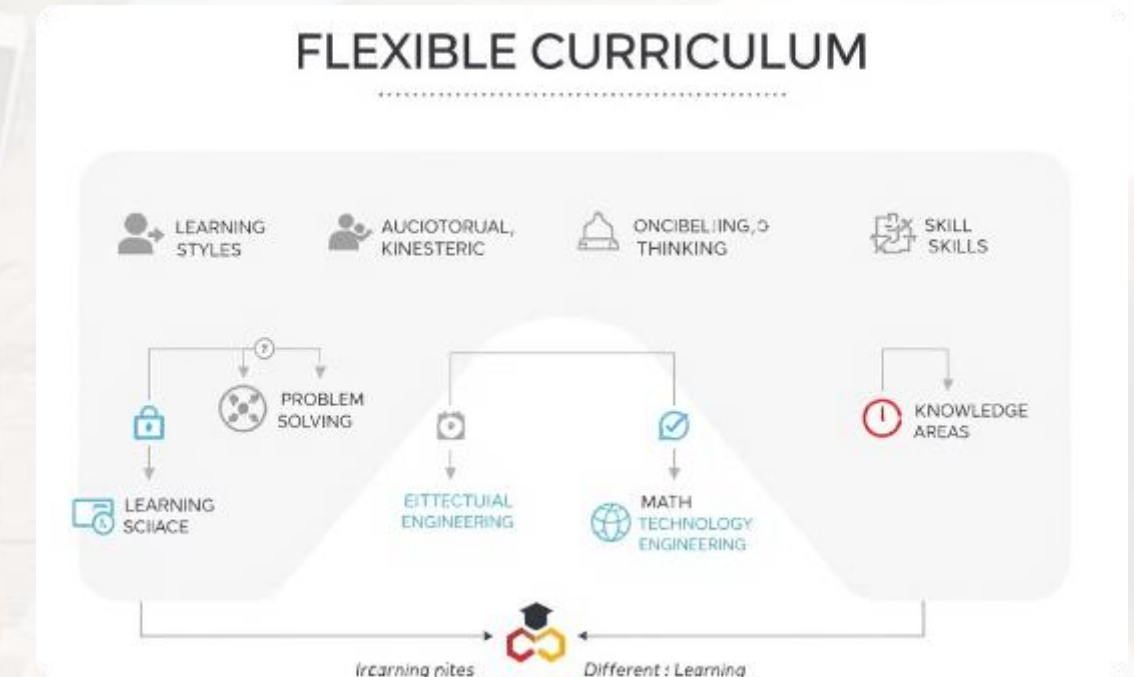 FLEXIBLE CURRICULUM
LEARNING
STYLES
AUCIOTORUAL,
KINESTERIC
THINKING
SKILL
SKILLS
PROBLEM
SOLVING
KNOWLEDGE
AREAS
LEARNING
SCIIACE
EITTECTUIAL
ENGINEERING
MATH
TECHNOLOGY
ENGINEERING
Different : Learning